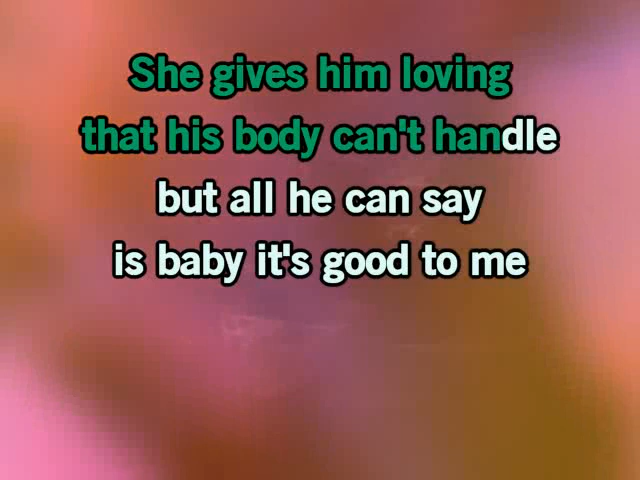 She gives him loving
that his body can't handle
but all he can say
is baby it's good to me